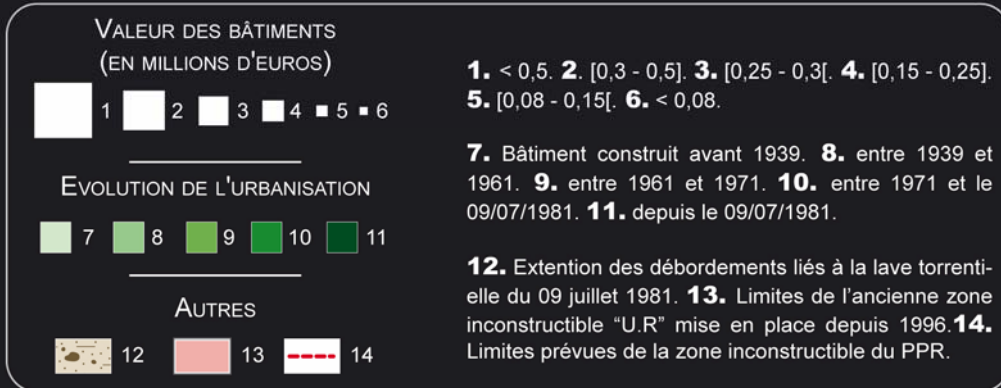 VALEUR DES BÂTIMENTS
(EN MILLIONS D'EUROS)
1 2 3 4 5 6
EVOLUTION DE L'URBANISATION
7 8 9 10 11
AUTRES
12 13 14
1. < 0,5. 2. [0,3 - 0,5]. 3. [0,25 - 0,3[. 4. [0,15 - 0,25].
5. [0,08 - 0,15[. 6. < 0,08.
7. Bâtiment construit avant 1939. 8. entre 1939 et
1961. 9. entre 1961 et 1971. 10. entre 1971 et le
09/07/1981. 11. depuis le 09/07/1981.
12. Extention des débordements liés à la lave torrenti-
elle du 09 juillet 1981. 13. Limites de l'ancienne zone
inconstructible “U.R” mise en place depuis 1996.14.
Limites prévues de la zone inconstructible du PPR.